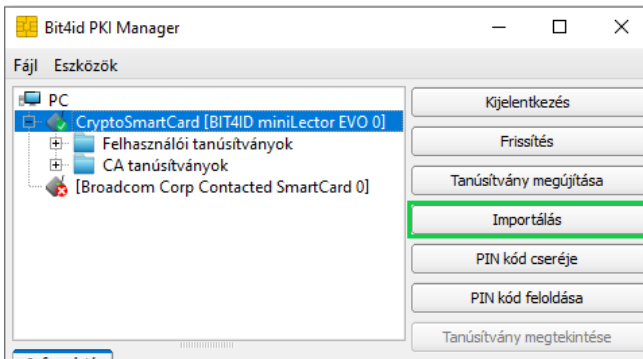 Bit4id PKI Manager
Fájl Eszközök
PC
CryptoSmartCard [BIT4ID miniLector EVO 0]
Felhasználói tanúsítványok
CA tanúsítványok
[Broadcom Corp Contacted SmartCard 0]
Kijelentkezés
Frissítés
Tanúsítvány megújítása
Importálás
PIN kód cseréje
PIN kód feloldása
Tanúsítvány megtekintése